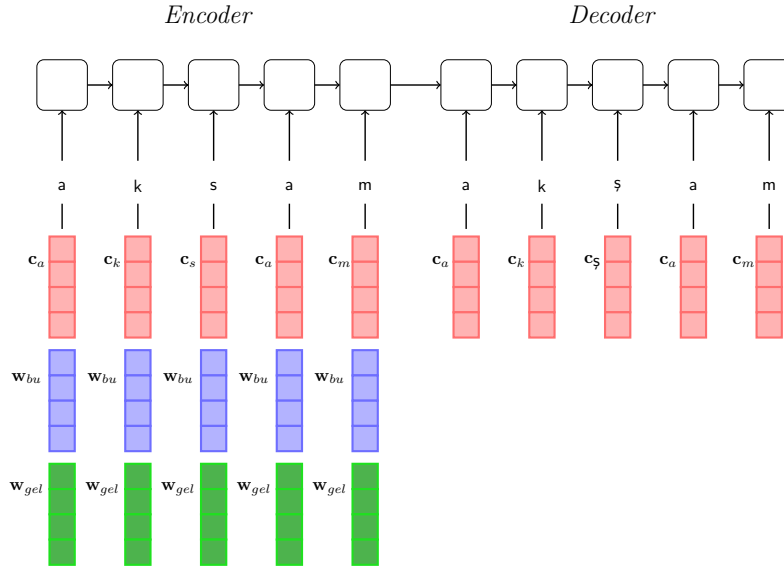 Encoder Decoder
a k s a m a k ș a m
c_a c_k c_s c_a c_m c_a c_k c_ș c_a c_m
w_bu w_bu w_bu w_bu w_bu
w_gel w_gel w_gel w_gel w_gel